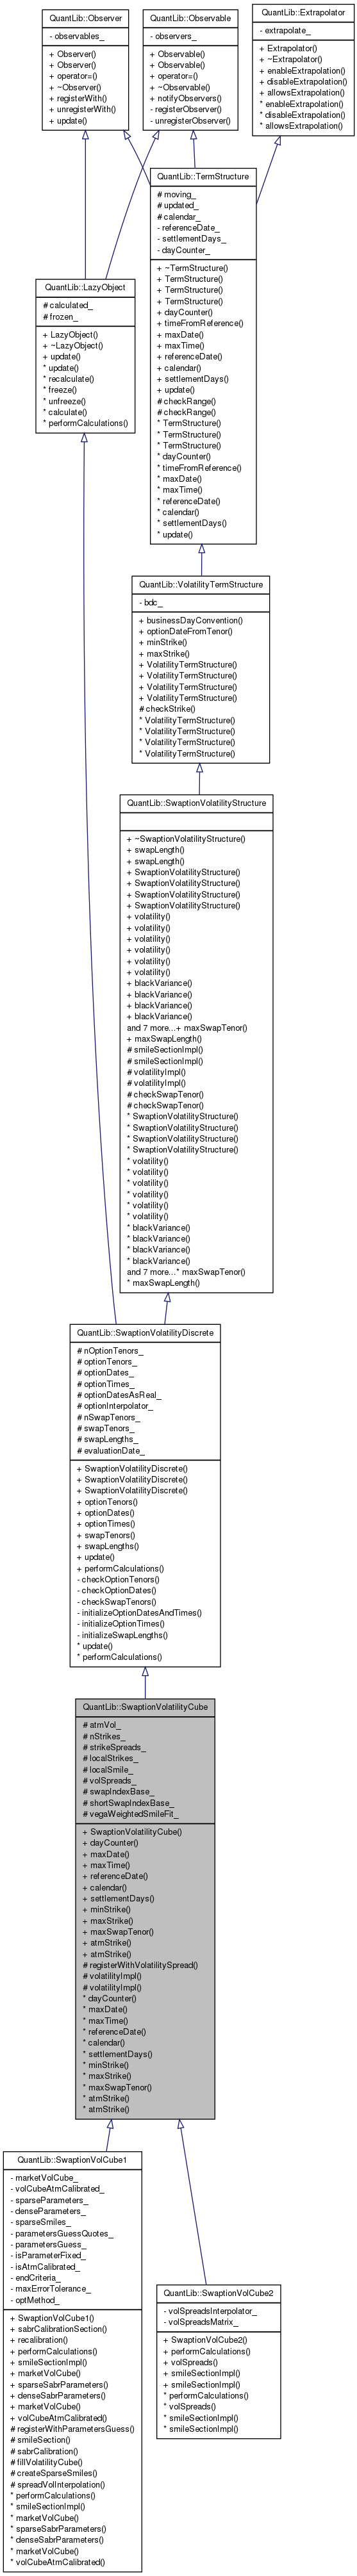 QuantLib::Observer
- observables_
+ Observer()
+ Observer()
+ operator=()
+ ~Observer()
+ registerWith()
+ unregisterWith()
+ update()
QuantLib::Observable
- observers_
+ Observable()
+ Observable()
+ operator=()
+ ~Observable()
+ notifyObservers()
- registerObserver()
- unregisterObserver()
QuantLib::Extrapolator
- extrapolate_
+ Extrapolator()
+ ~Extrapolator()
+ enableExtrapolation()
+ disableExtrapolation()
+ allowsExtrapolation()
* enableExtrapolation()
* disableExtrapolation()
* allowsExtrapolation()
QuantLib::TermStructure
# moving_
# updated_
# calendar_
- referenceDate_
- settlementDays_
- dayCounter_
+ ~TermStructure()
+ TermStructure()
+ TermStructure()
+ TermStructure()
+ dayCounter()
+ timeFromReference()
+ maxDate()
+ maxTime()
+ referenceDate()
+ calendar()
+ settlementDays()
+ update()
# checkRange()
# checkRange()
* TermStructure()
* TermStructure()
* TermStructure()
* dayCounter()
* timeFromReference()
* maxDate()
* maxTime()
* referenceDate()
* calendar()
* settlementDays()
* update()
QuantLib::LazyObject
# calculated_
# frozen_
+ LazyObject()
+ ~LazyObject()
+ update()
* update()
* recalculate()
* freeze()
* unfreeze()
* calculate()
* performCalculations()
QuantLib::VolatilityTermStructure
- bdc_
+ businessDayConvention()
+ optionDateFromTenor()
+ minStrike()
+ maxStrike()
+ VolatilityTermStructure()
+ VolatilityTermStructure()
+ VolatilityTermStructure()
+ VolatilityTermStructure()
# checkStrike()
* VolatilityTermStructure()
* VolatilityTermStructure()
* VolatilityTermStructure()
* VolatilityTermStructure()
QuantLib::SwaptionVolatilityStructure
+ ~SwaptionVolatilityStructure()
+ swapLength()
+ swapLength()
+ SwaptionVolatilityStructure()
+ SwaptionVolatilityStructure()
+ SwaptionVolatilityStructure()
+ SwaptionVolatilityStructure()
+ volatility()
+ volatility()
+ volatility()
+ volatility()
+ volatility()
+ volatility()
+ blackVariance()
+ blackVariance()
+ blackVariance()
+ blackVariance()
and 7 more...+ maxSwapTenor()
+ maxSwapLength()
# smileSectionImpl()
# smileSectionImpl()
# volatilityImpl()
# volatilityImpl()
# checkSwapTenor()
# checkSwapTenor()
* SwaptionVolatilityStructure()
* SwaptionVolatilityStructure()
* SwaptionVolatilityStructure()
* SwaptionVolatilityStructure()
* volatility()
* volatility()
* volatility()
* volatility()
* volatility()
* volatility()
* blackVariance()
* blackVariance()
* blackVariance()
* blackVariance()
and 7 more...* maxSwapTenor()
* maxSwapLength()
QuantLib::SwaptionVolatilityDiscrete
# nOptionTenors_
# optionTenors_
# optionDates_
# optionTimes_
# optionDatesAsReal_
# optionInterpolator_
# nSwapTenors_
# swapTenors_
# swapLengths_
# evaluationDate_
+ SwaptionVolatilityDiscrete()
+ SwaptionVolatilityDiscrete()
+ SwaptionVolatilityDiscrete()
+ optionTenors()
+ optionDates()
+ optionTimes()
+ swapTenors()
+ swapLengths()
+ update()
+ performCalculations()
- checkOptionTenors()
- checkOptionDates()
- checkSwapTenors()
- initializeOptionDatesAndTimes()
- initializeOptionTimes()
- initializeSwapLengths()
* update()
* performCalculations()
QuantLib::SwaptionVolatilityCube
# atmVol_
# nStrikes_
# strikeSpreads_
# localStrikes_
# localSmile_
# volSpreads_
# swapIndexBase_
# shortSwapIndexBase_
# vegaWeightedSmileFit_
+ SwaptionVolatilityCube()
+ dayCounter()
+ maxDate()
+ maxTime()
+ referenceDate()
+ calendar()
+ settlementDays()
+ minStrike()
+ maxStrike()
+ maxSwapTenor()
+ atmStrike()
+ atmStrike()
# registerWithVolatilitySpread()
# volatilityImpl()
# volatilityImpl()
* dayCounter()
* maxDate()
* maxTime()
* referenceDate()
* calendar()
* settlementDays()
* minStrike()
* maxStrike()
* maxSwapTenor()
* atmStrike()
* atmStrike()
QuantLib::SwaptionVolCube1
- marketVolCube_
- volCubeAtmCalibrated_
- sparseParameters_
- denseParameters_
- sparseSmiles_
- parametersGuessQuotes_
- parametersGuess_
- isParameterFixed_
- isAtmCalibrated_
- endCriteria_
- maxErrorTolerance_
- optMethod_
+ SwaptionVolCube1()
+ sabrCalibrationSection()
+ recalibration()
+ performCalculations()
+ smileSectionImpl()
+ marketVolCube()
+ sparseSabrParameters()
+ denseSabrParameters()
+ marketVolCube()
+ volCubeAtmCalibrated()
# registerWithParametersGuess()
# smileSection()
# sabrCalibration()
# fillVolatilityCube()
# createSparseSmiles()
# spreadVolInterpolation()
* performCalculations()
* smileSectionImpl()
* marketVolCube()
* sparseSabrParameters()
* denseSabrParameters()
* marketVolCube()
* volCubeAtmCalibrated()
QuantLib::SwaptionVolCube2
- volSpreadsInterpolator_
- volSpreadsMatrix_
+ SwaptionVolCube2()
+ performCalculations()
+ volSpreads()
+ smileSectionImpl()
+ smileSectionImpl()
* performCalculations()
* volSpreads()
* smileSectionImpl()
* smileSectionImpl()